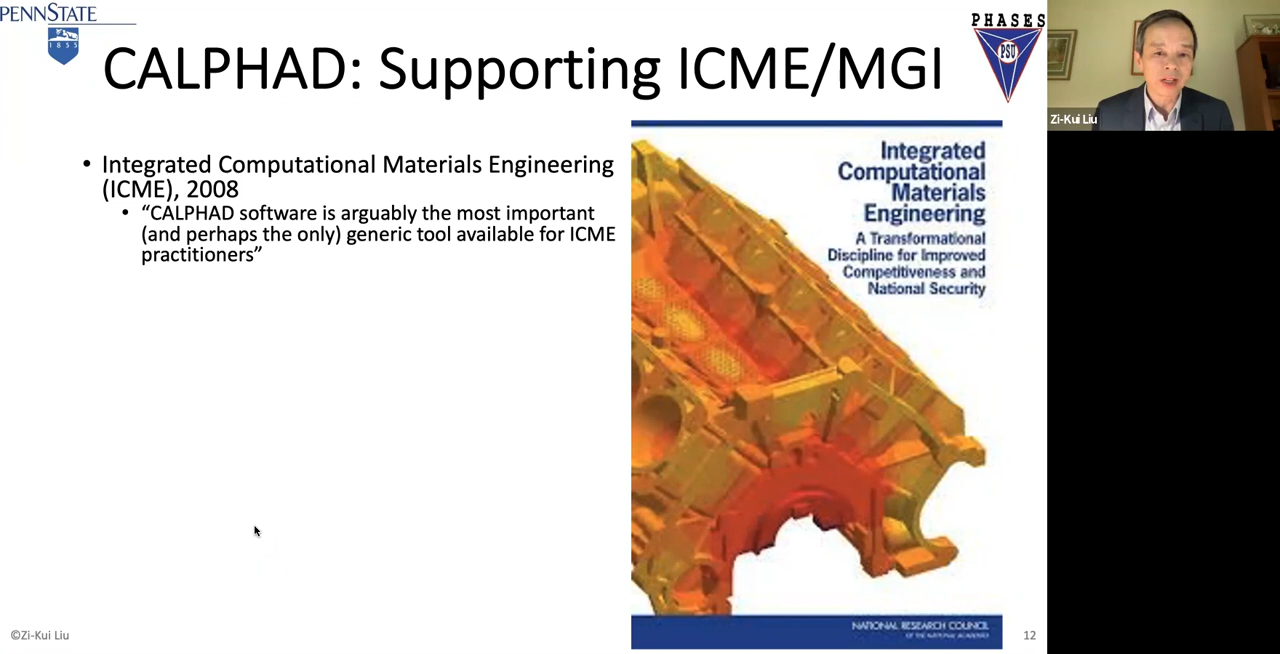 PENNSTATE
1855
CALPHAD: Supporting ICME/MGI
PHASES
PSU
Zi-Kui Liu
• Integrated Computational Materials Engineering
(ICME), 2008
• “CALPHAD software is arguably the most important
(and perhaps the only) generic tool available for ICME
practitioners”
Integrated
Computational
Materials
Engineering
A Transformational
Discipline for Improved
Competitiveness and
National Security
NATIONAL RESEARCH COUNCIL
OF THE NATIONAL ACADEMIES
©Zi-Kui Liu
12